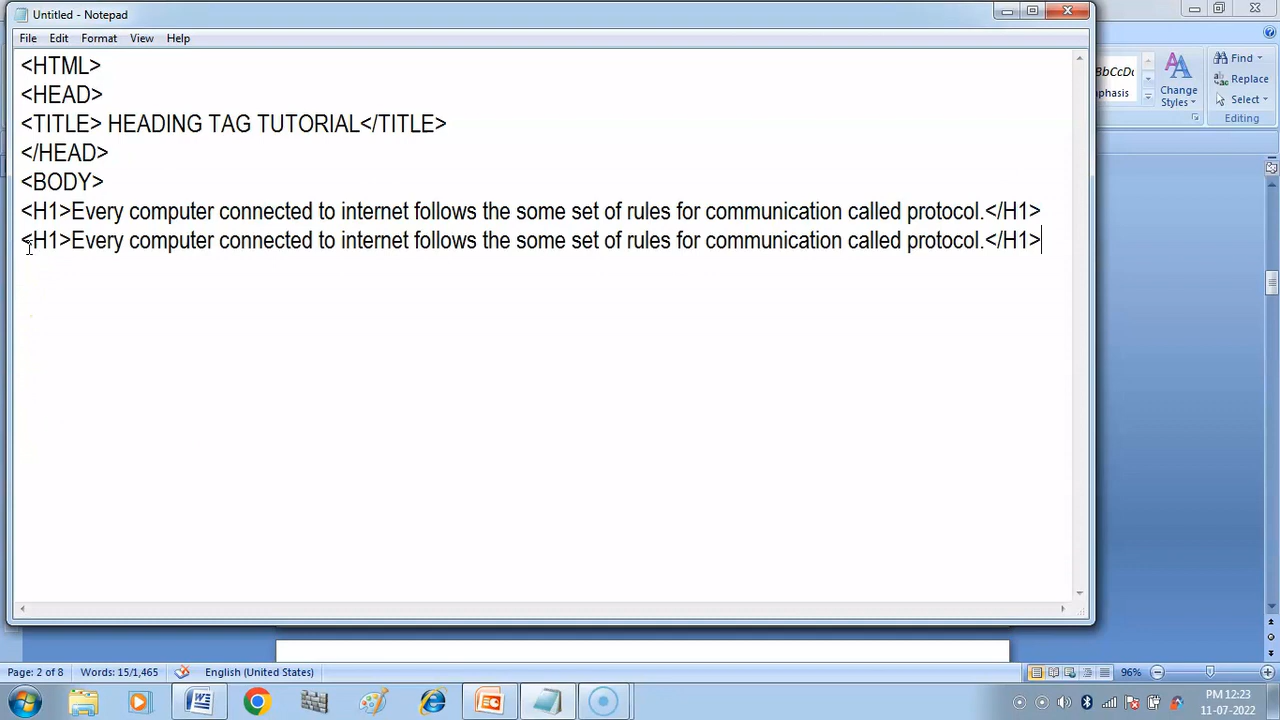 Untitled - Notepad
File Edit Format View Help
<HTML>
<HEAD>
<TITLE> HEADING TAG TUTORIAL</TITLE>
</HEAD>
<BODY>
<H1>Every computer connected to internet follows the some set of rules for communication called protocol.</H1>
<H1>Every computer connected to internet follows the some set of rules for communication called protocol.</H1>
Find
Replace
Select
Editing
Change
Styles
Page: 2 of 8 Words: 15/1,465 English (United States) 96%
PM 12:23
11-07-2022